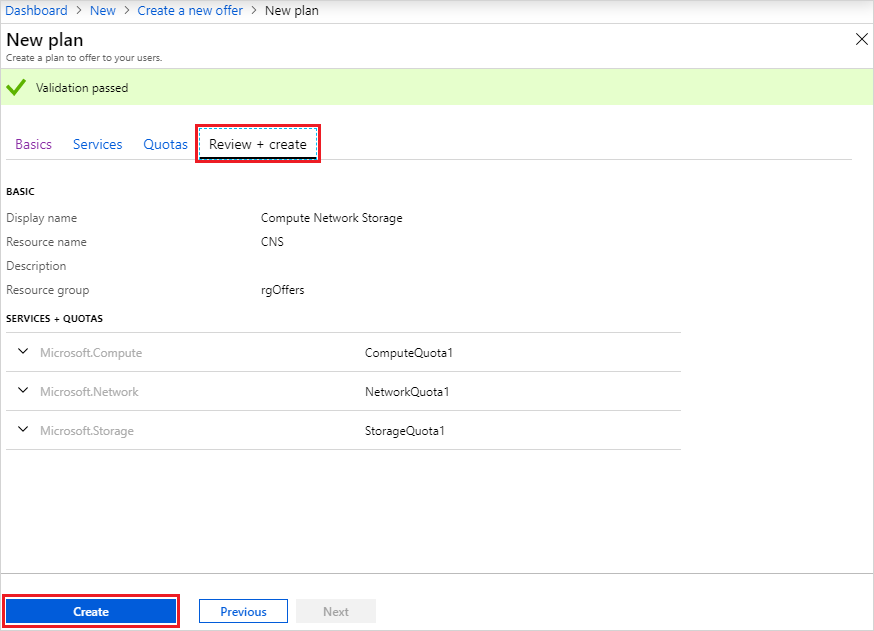 Dashboard > New > Create a new offer > New plan
New plan
Create a plan to offer to your users.
Validation passed
Basics Services Quotas Review + create
BASIC
Display name Compute Network Storage
Resource name CNS
Description
Resource group rgOffers
SERVICES + QUOTAS
Microsoft.Compute ComputeQuota1
Microsoft.Network NetworkQuota1
Microsoft.Storage StorageQuota1
Create Previous Next